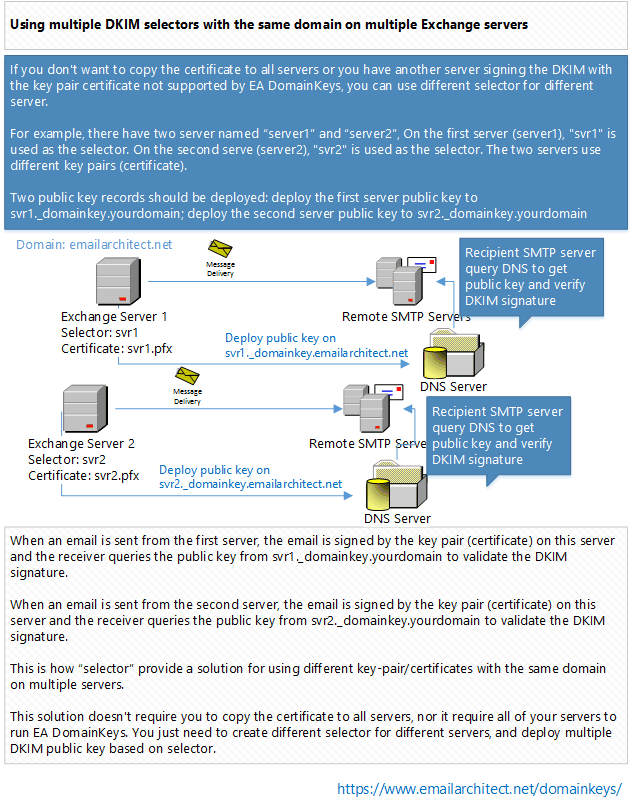 Using multiple DKIM selectors with the same domain on multiple Exchange servers
If you don't want to copy the certificate to all servers or you have another server signing the DKIM with
the key pair certificate not supported by EA DomainKeys, you can use different selector for different
server.
For example, there have two server named “server1” and “server2”, On the first server (server1), "svr1" is
used as the selector. On the second serve (server2), "svr2" is used as the selector. The two servers use
different key pairs (certificate).
Two public key records should be deployed: deploy the first server public key to
svr1._domainkey.yourdomain; deploy the second server public key to svr2._domainkey.yourdomain
Domain: emailarchitect.net
Message
Delivery
Recipient SMTP server
query DNS to get
public key and verify
DKIM signature
Exchange Server 1
Selector: svr1
Certificate: svr1.pfx
Remote SMTP Servers
Deploy public key on
svr1._domainkey.emailarchitect.net
DNS Server
Message
Delivery
Recipient SMTP server
query DNS to get
public key and verify
DKIM signature
Exchange Server 2
Selector: svr2
Certificate: svr2.pfx
Remote SMTP Serve
Deploy public key on
svr2._domainkey.emailarchitect.net
DNS Server
When an email is sent from the first server, the email is signed by the key pair (certificate) on this server
and the receiver queries the public key from svr1._domainkey.yourdomain to validate the DKIM
signature.
When an email is sent from the second server, the email is signed by the key pair (certificate) on this
server and the receiver queries the public key from svr2._domainkey.yourdomain to validate the DKIM
signature.
This is how “selector” provide a solution for using different key-pair/certificates with the same domain
on multiple servers.
This solution doesn't require you to copy the certificate to all servers, nor it require all of your servers to
run EA DomainKeys. You just need to create different selector for different servers, and deploy multiple
DKIM public key based on selector.
https://www.emailarchitect.net/domainkeys/